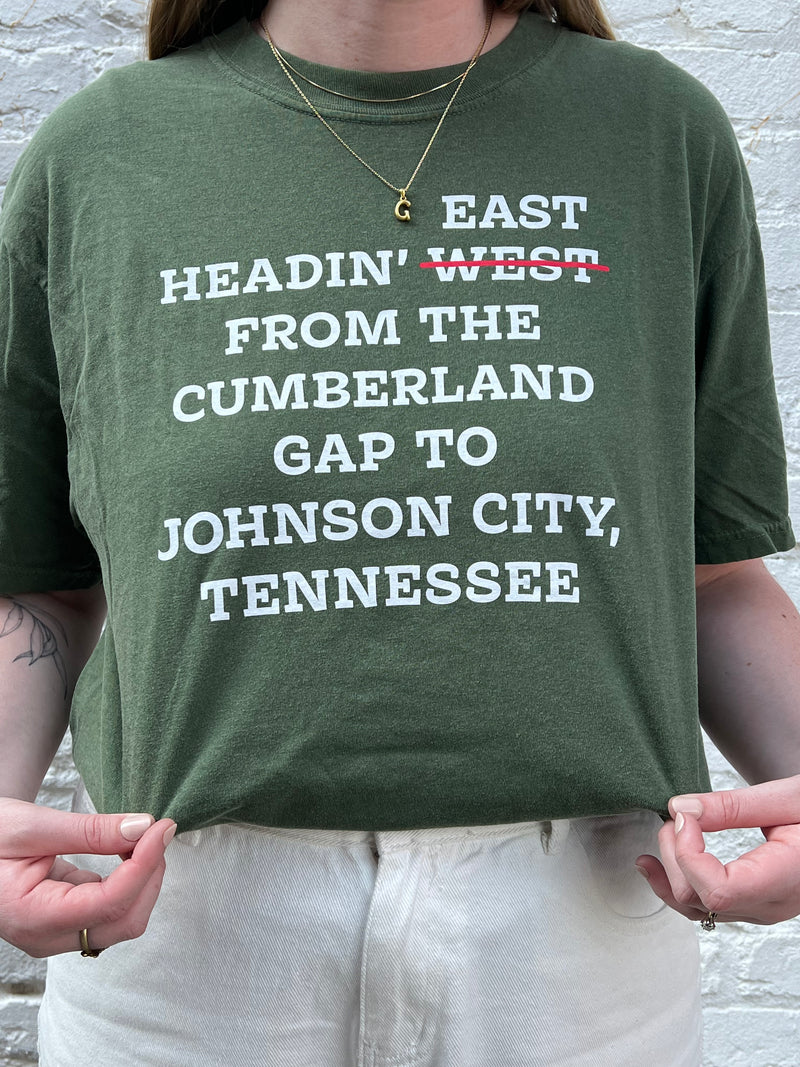 G
EAST
HEADIN' WEST
FROM THE
CUMBERLAND
GAP TO
JOHNSON CITY,
TENNESSEE